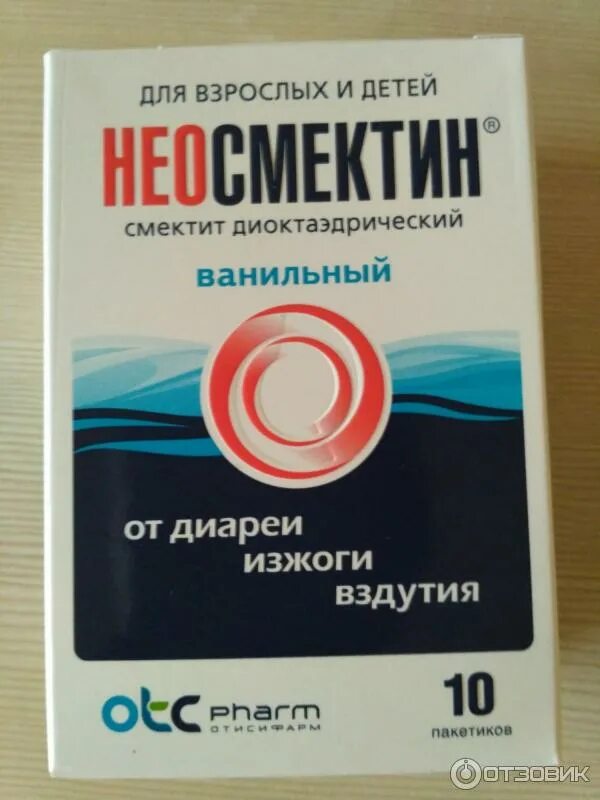 ДЛЯ ВЗРОСЛЫХ И ДЕТЕЙ
НЕОСМЕКТИН®
смектит диоктаэдрический
ванильный
от диареи
изжоги
вздутия
otc pharm
ОТИСИФАРМ
10
пакетиков
ОТЗОВИК